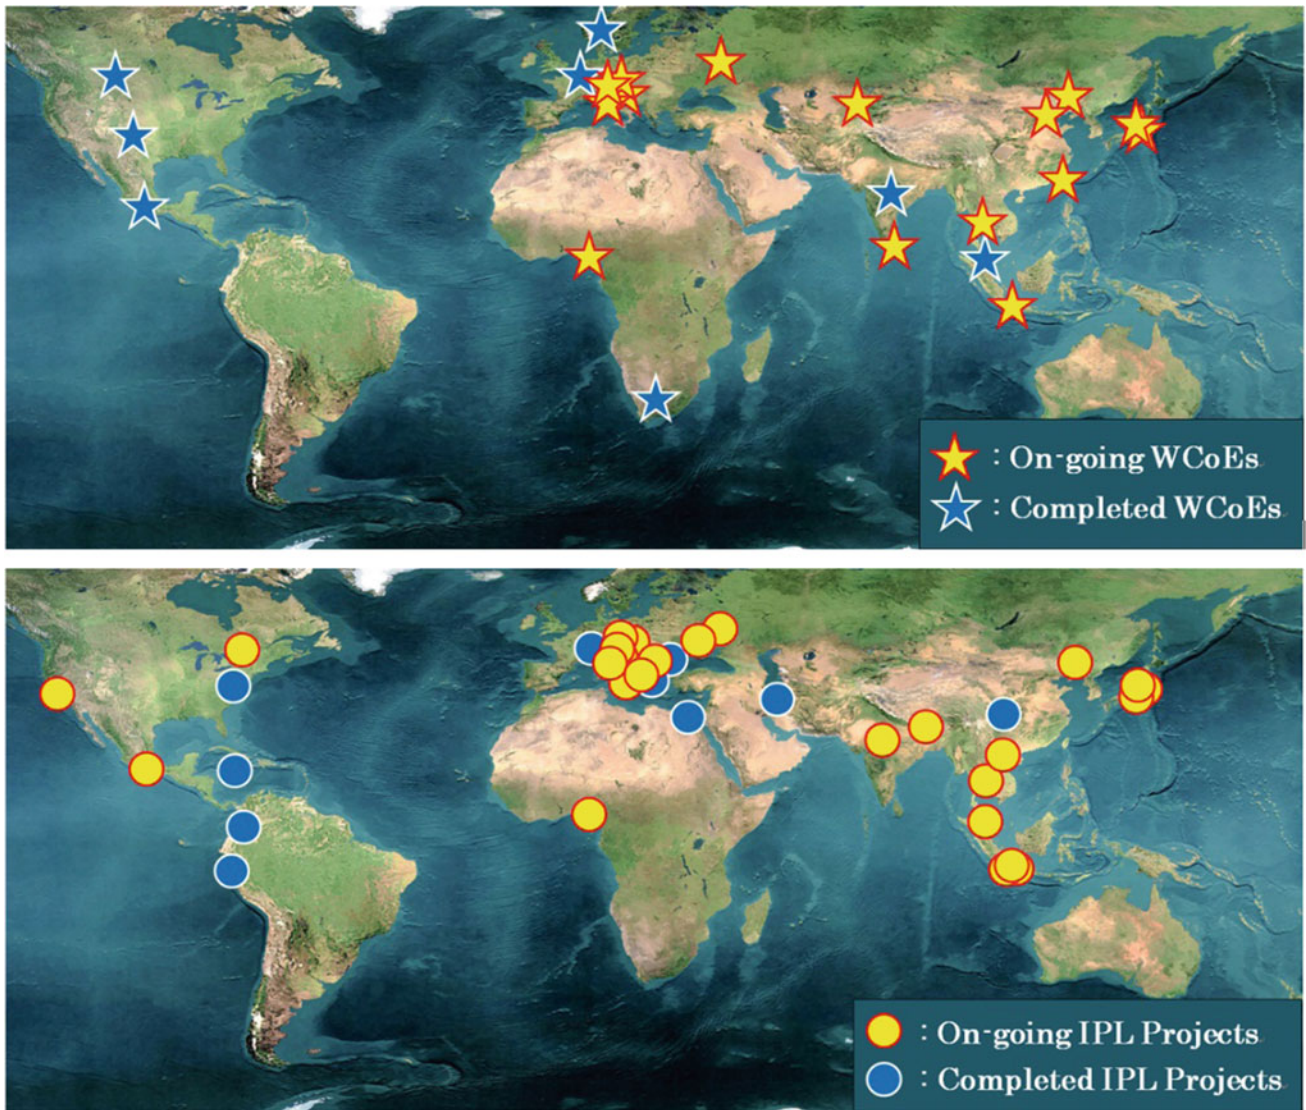 : On-going WCoEs
: Completed WCoEs
: On-going IPL Projects
: Completed IPL Projects